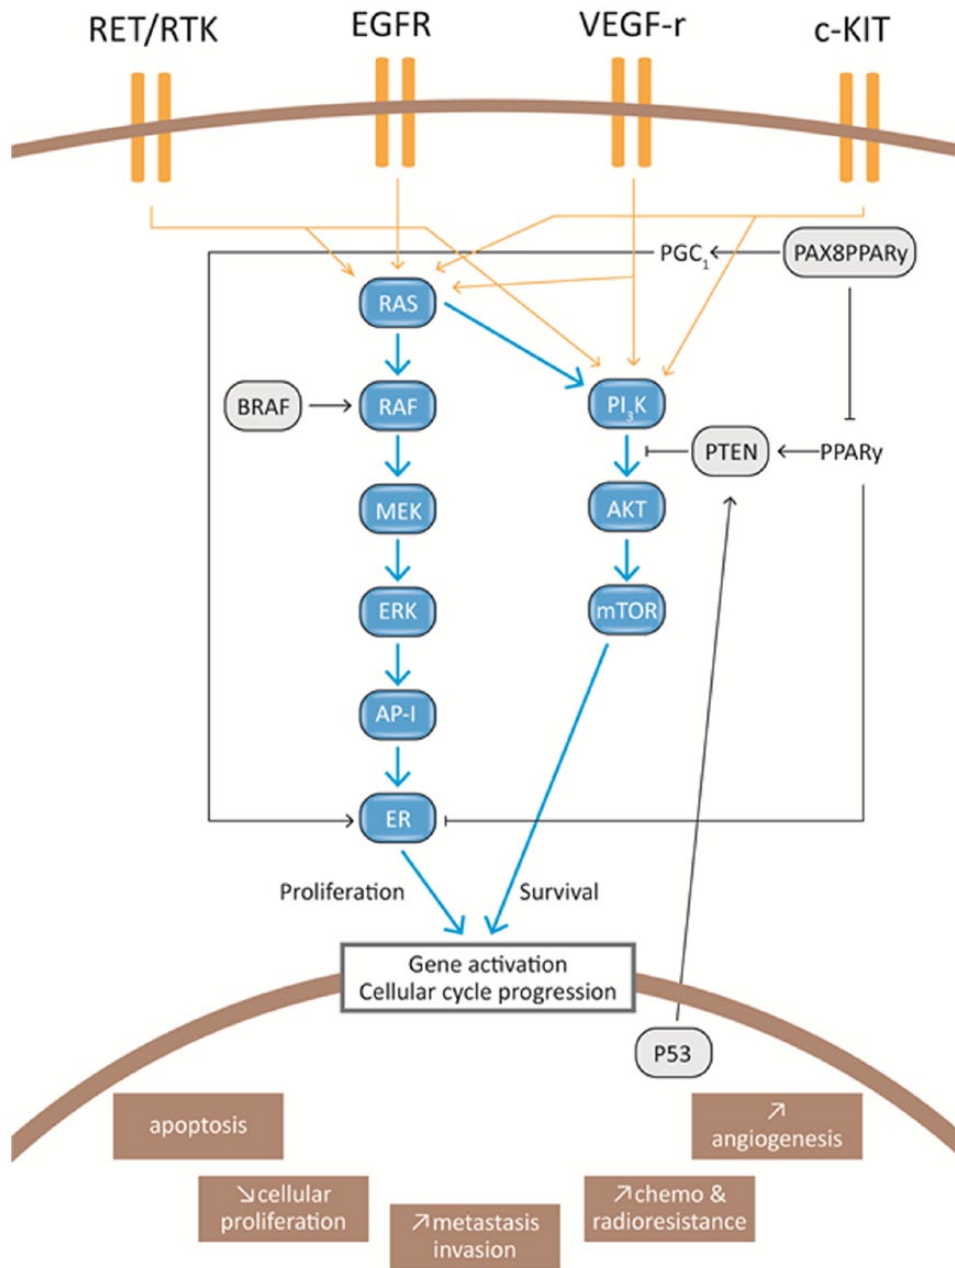 RET/RTK
EGFR
VEGF-r
c-KIT
PGC₁
PAX8PPARγ
RAS
BRAF
RAF
PI₃K
PTEN
PPARγ
MEK
AKT
ERK
mTOR
AP-I
ER
Proliferation
Survival
Gene activation
Cellular cycle progression
P53
apoptosis
↗
angiogenesis
↘cellular
proliferation
↗metastasis
invasion
↗chemo &
radioresistance